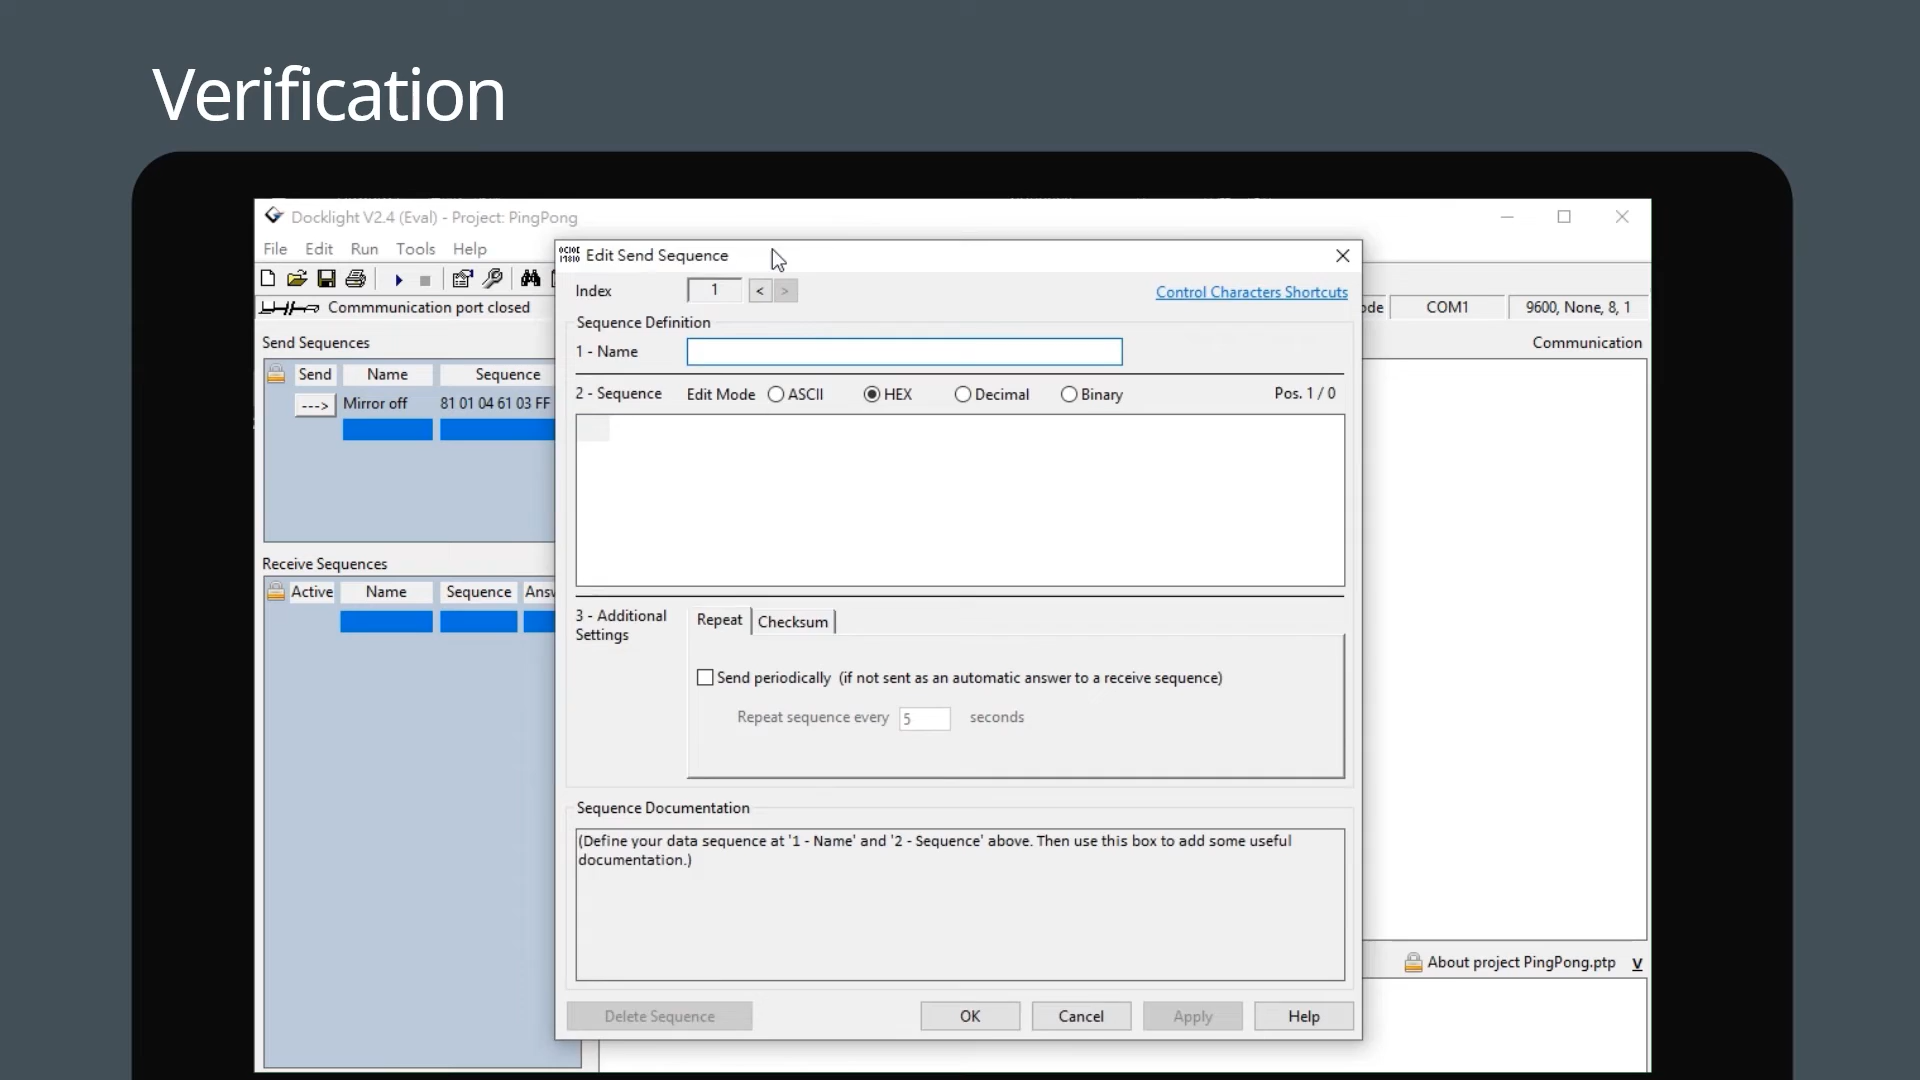 Verification
Docklight V2.4 (Eval) - Project: PingPong
File Edit Run Tools Help
Commmunication port closed
COM1
9600, None, 8, 1
Send Sequences
Communication
Send Name Sequence
---> Mirror off 81 01 04 61 03 FF
Receive Sequences
Active Name Sequence
Edit Send Sequence
Index 1 < >
Control Characters Shortcuts
Sequence Definition
1 - Name
2 - Sequence Edit Mode ASCII HEX Decimal Binary Pos. 1 / 0
3 - Additional
Settings
Repeat Checksum
Send periodically (if not sent as an automatic answer to a receive sequence)
Repeat sequence every 5 seconds
Sequence Documentation
(Define your data sequence at '1 - Name' and '2 - Sequence' above. Then use this box to add some useful
documentation.)
Delete Sequence OK Cancel Apply Help
About project PingPong.ptp V